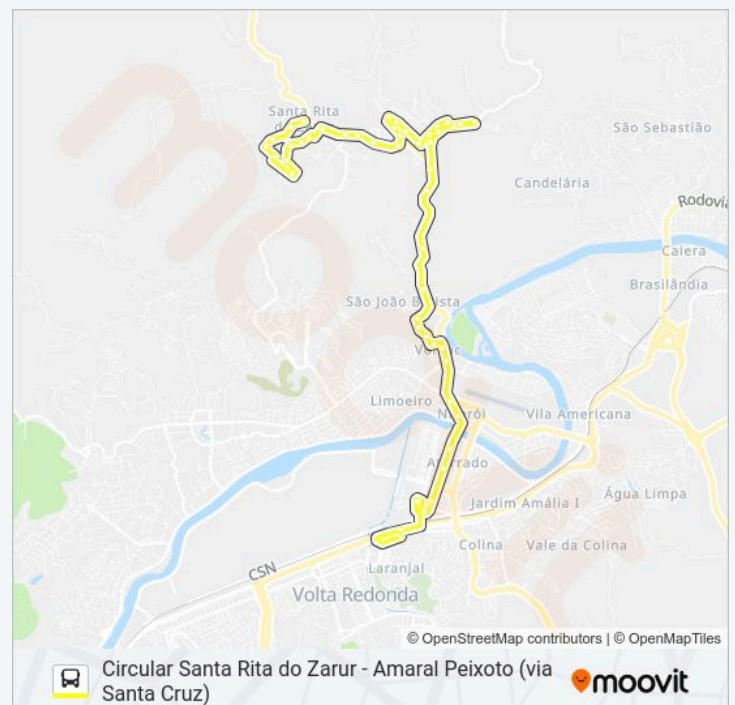 Santa Rita
São Sebastião
Candelária
Rodovia
Caiera
Brasilândia
São João Batista
Limoeiro
Niterói
Vila Americana
Aterrado
Jardim Amália I
Água Limpa
Colina
Vale da Colina
CSN
Laranjal
Volta Redonda
© OpenStreetMap contributors | © OpenMapTiles
Circular Santa Rita do Zarur - Amaral Peixoto (via
Santa Cruz)
moovit